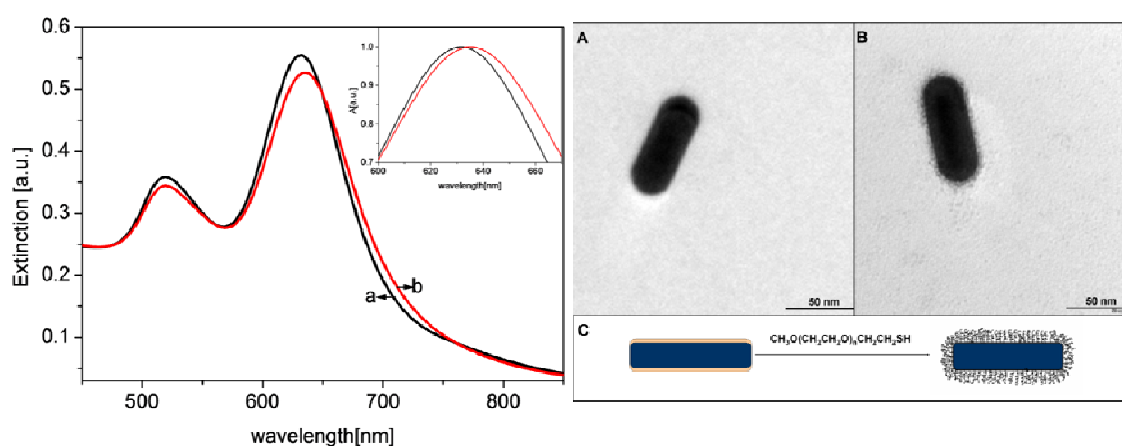 0.6
0.5
0.4
0.3
0.2
0.1
Extinction [a.u.]
500 600 700 800
wavelength[nm]
a b
1.0
0.9
0.8
0.7
A[a.u.]
600 620 640 660
wavelength[nm]
A
50 nm
B
50 nm
C
CH₃O(CH₂CH₂O)ₙCH₂CH₂SH